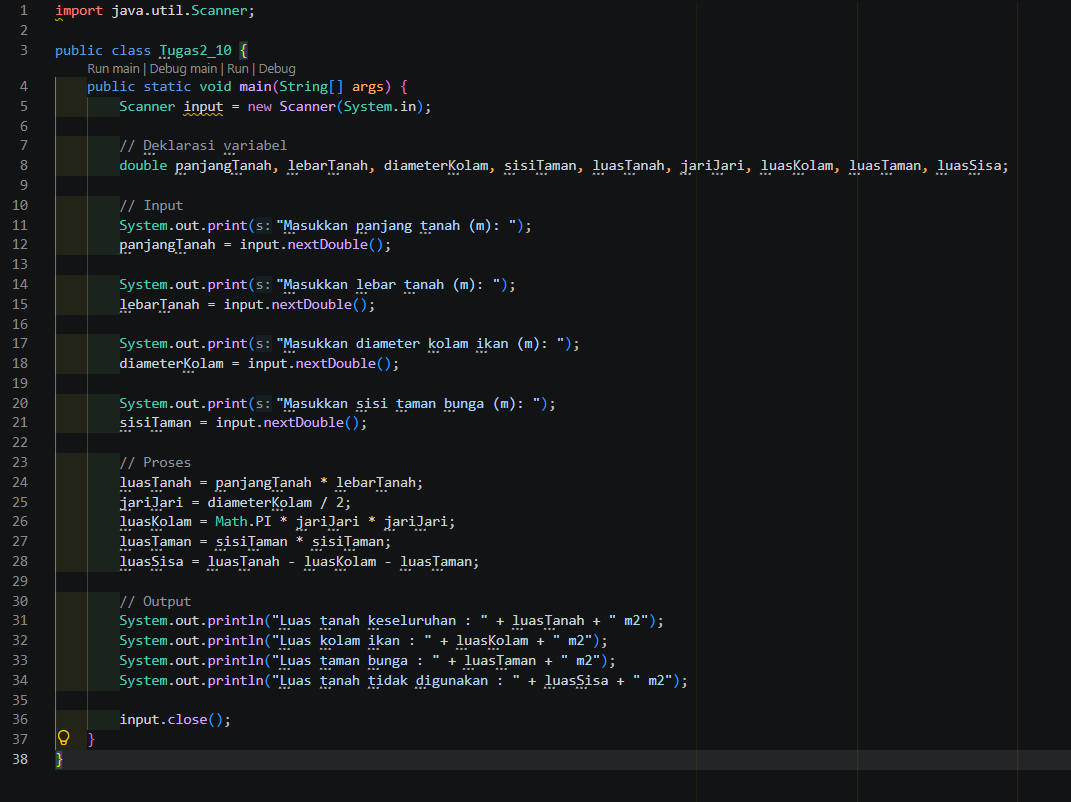 1 import java.util.Scanner;
2
3 public class Tugas2_10 {
Run main | Debug main | Run | Debug
4 public static void main(String[] args) {
5 Scanner input = new Scanner(System.in);
6
7 // Deklarasi variabel
8 double panjangTanah, lebarTanah, diameterKolam, sisiTaman, luasTanah, jariJari, luasKolam, luasTaman, luasSisa;
9
10 // Input
11 System.out.print(s: "Masukkan panjang tanah (m): ");
12 panjangTanah = input.nextDouble();
13
14 System.out.print(s: "Masukkan lebar tanah (m): ");
15 lebarTanah = input.nextDouble();
16
17 System.out.print(s: "Masukkan diameter kolam ikan (m): ");
18 diameterKolam = input.nextDouble();
19
20 System.out.print(s: "Masukkan sisi taman bunga (m): ");
21 sisiTaman = input.nextDouble();
22
23 // Proses
24 luasTanah = panjangTanah * lebarTanah;
25 jariJari = diameterKolam / 2;
26 luasKolam = Math.PI * jariJari * jariJari;
27 luasTaman = sisiTaman * sisiTaman;
28 luasSisa = luasTanah - luasKolam - luasTaman;
29
30 // Output
31 System.out.println("Luas tanah keseluruhan : " + luasTanah + " m2");
32 System.out.println("Luas kolam ikan : " + luasKolam + " m2");
33 System.out.println("Luas taman bunga : " + luasTaman + " m2");
34 System.out.println("Luas tanah tidak digunakan : " + luasSisa + " m2");
35
36 input.close();
37 }
38 }